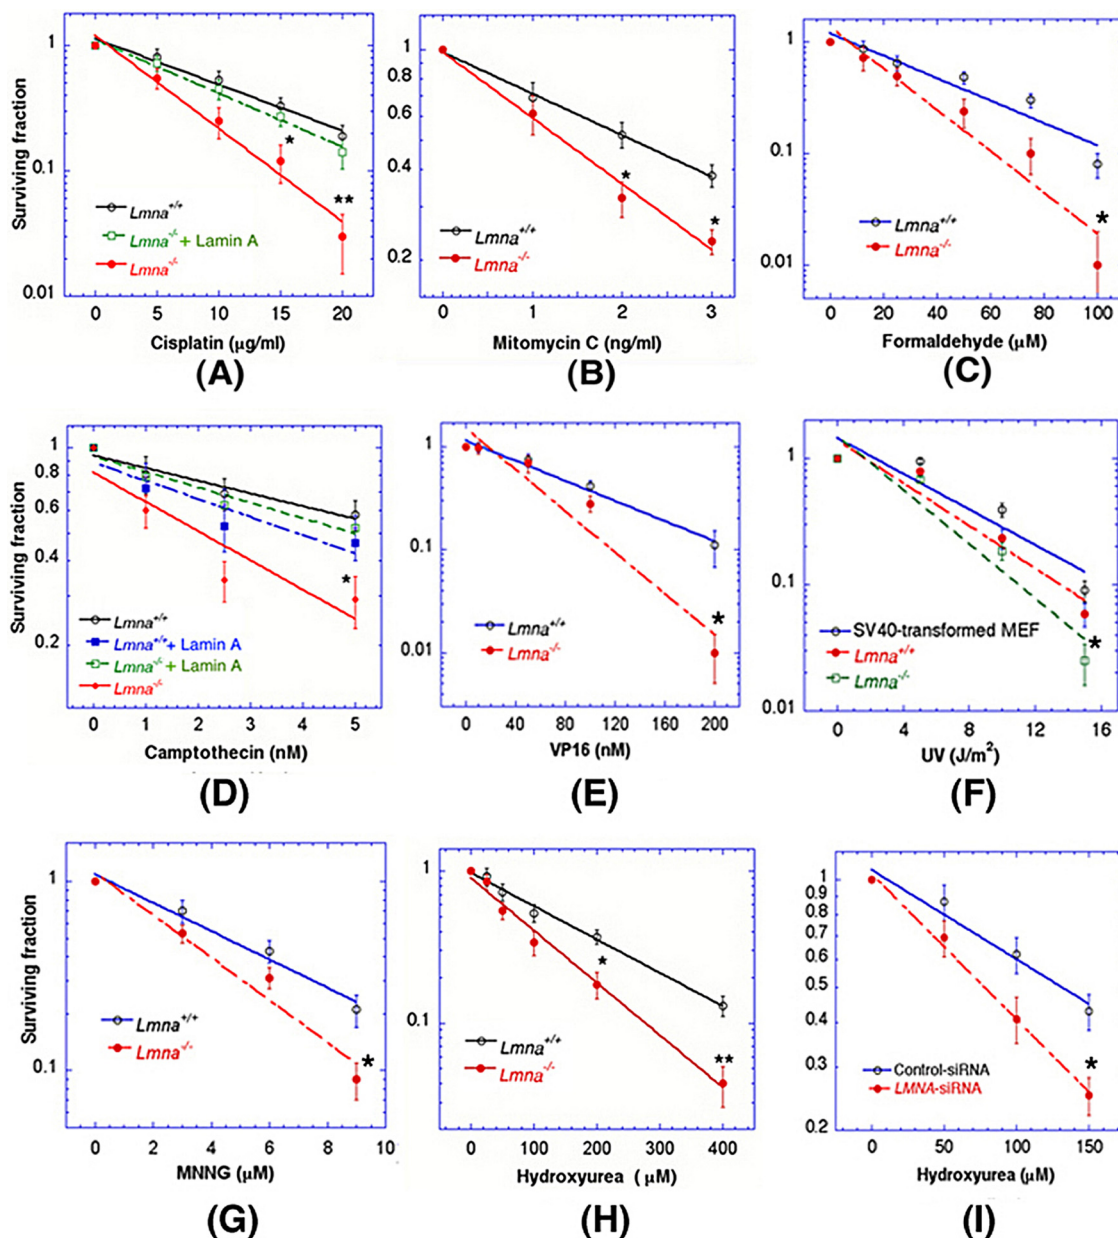 Surviving fraction
1
0.1
0.01
Lmna+/+
Lmna-/- + Lamin A
Lmna-/-
*
**
0 5 10 15 20
Cisplatin (μg/ml)
(A)
1
0.8
0.6
0.4
0.2
Lmna+/+
Lmna-/-
*
*
0 1 2 3
Mitomycin C (ng/ml)
(B)
1
0.1
0.01
Lmna+/+
Lmna-/-
*
0 20 40 60 80 100
Formaldehyde (μM)
(C)
Surviving fraction
1
0.8
0.6
0.4
0.2
*
Lmna+/+
Lmna+/+ + Lamin A
Lmna-/- + Lamin A
Lmna-/-
0 1 2 3 4 5
Camptothecin (nM)
(D)
1
0.1
0.01
Lmna+/+
Lmna-/-
*
0 40 80 120 160 200
VP16 (nM)
(E)
1
0.1
0.01
SV40-transformed MEF
Lmna+/+
Lmna-/-
*
0 4 8 12 16
UV (J/m2)
(F)
Surviving fraction
1
0.1
Lmna+/+
Lmna-/-
*
0 2 4 6 8 10
MNNG (μM)
(G)
1
0.1
*
Lmna+/+
Lmna-/-
**
0 100 200 300 400
Hydroxyurea ( μM)
(H)
1
0.9
0.8
0.7
0.6
0.5
0.4
0.3
0.2
Control-siRNA
LMNA-siRNA
*
0 50 100 150
Hydroxyurea (μM)
(I)